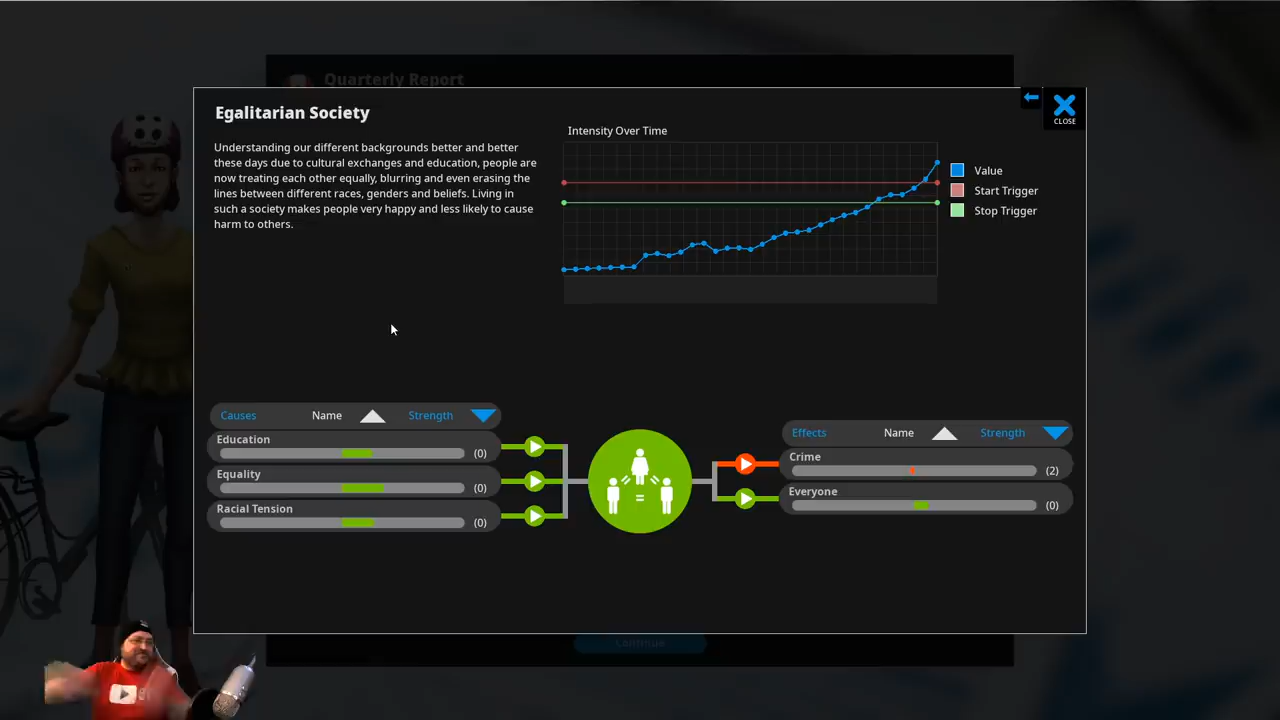 Quarterly Report
Egalitarian Society
CLOSE
Understanding our different backgrounds better and better
these days due to cultural exchanges and education, people are
now treating each other equally, blurring and even erasing the
lines between different races, genders and beliefs. Living in
such a society makes people very happy and less likely to cause
harm to others.
Intensity Over Time
Value
Start Trigger
Stop Trigger
Causes Name Strength
Education
(0)
Equality
(0)
Racial Tension
(0)
Effects Name Strength
Crime
(2)
Everyone
(0)
Continue